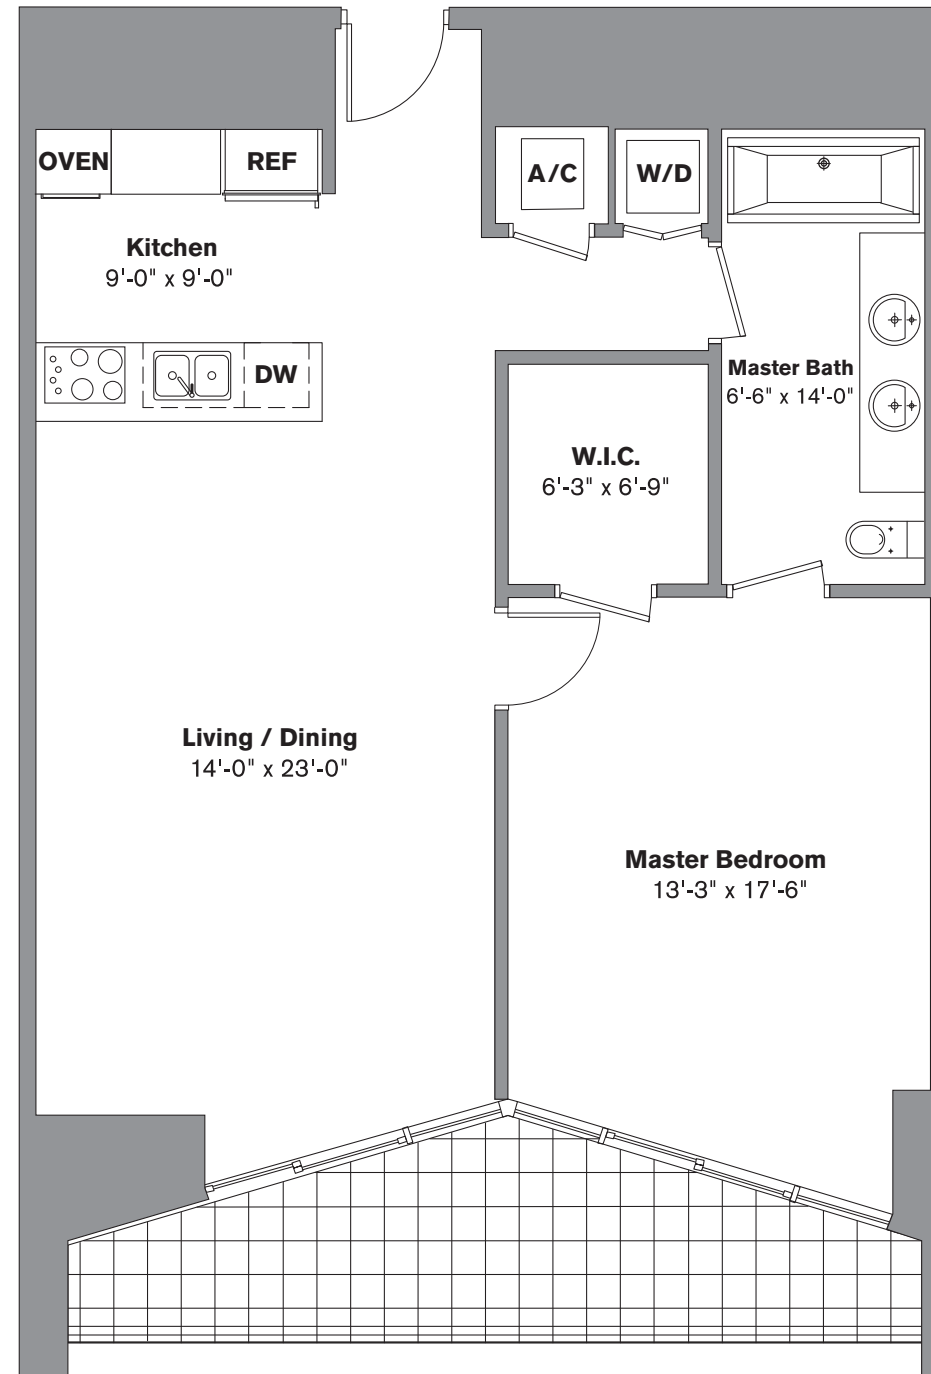 OVEN
REF
A/C
W/D
Kitchen
9'-0" x 9'-0"
DW
Master Bath
6'-6" x 14'-0"
W.I.C.
6'-3" x 6'-9"
Living / Dining
14'-0" x 23'-0"
Master Bedroom
13'-3" x 17'-6"